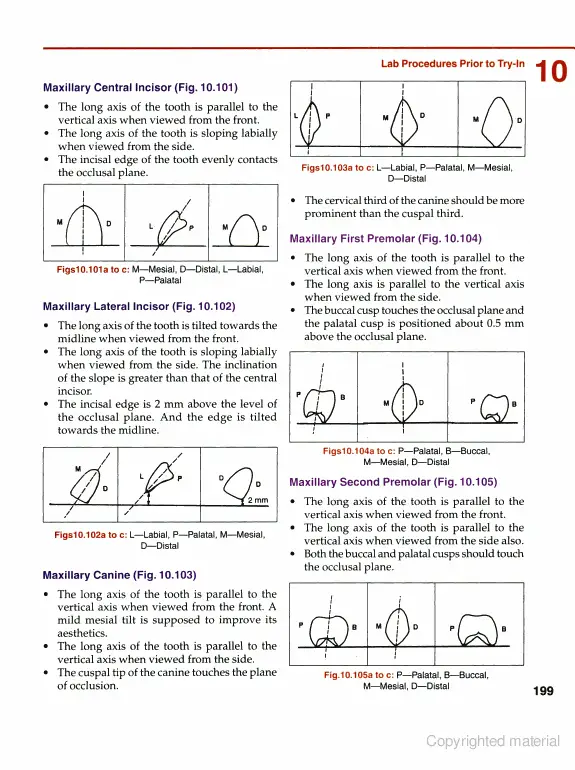 Lab Procedures Prior to Try-In
10
Maxillary Central Incisor (Fig. 10.101)
• The long axis of the tooth is parallel to the
vertical axis when viewed from the front.
• The long axis of the tooth is sloping labially
when viewed from the side.
• The incisal edge of the tooth evenly contacts
the occlusal plane.
M D L P M D
Figs10.101a to c: M—Mesial, D—Distal, L—Labial,
P—Palatal
Maxillary Lateral Incisor (Fig. 10.102)
• The long axis of the tooth is tilted towards the
midline when viewed from the front.
• The long axis of the tooth is sloping labially
when viewed from the side. The inclination
of the slope is greater than that of the central
incisor.
• The incisal edge is 2 mm above the level of
the occlusal plane. And the edge is tilted
towards the midline.
M D L P D D
2 mm
Figs10.102a to c: L—Labial, P—Palatal, M—Mesial,
D—Distal
Maxillary Canine (Fig. 10.103)
• The long axis of the tooth is parallel to the
vertical axis when viewed from the front. A
mild mesial tilt is supposed to improve its
aesthetics.
• The long axis of the tooth is parallel to the
vertical axis when viewed from the side.
• The cuspal tip of the canine touches the plane
of occlusion.
L P M D M D
Figs10.103a to c: L—Labial, P—Palatal, M—Mesial,
D—Distal
• The cervical third of the canine should be more
prominent than the cuspal third.
Maxillary First Premolar (Fig. 10.104)
• The long axis of the tooth is parallel to the
vertical axis when viewed from the front.
• The long axis is parallel to the vertical axis
when viewed from the side.
• The buccal cusp touches the occlusal plane and
the palatal cusp is positioned about 0.5 mm
above the occlusal plane.
P B M D P B
Figs10.104a to c: P—Palatal, B—Buccal,
M—Mesial, D—Distal
Maxillary Second Premolar (Fig. 10.105)
• The long axis of the tooth is parallel to the
vertical axis when viewed from the front.
• The long axis of the tooth is parallel to the
vertical axis when viewed from the side also.
• Both the buccal and palatal cusps should touch
the occlusal plane.
P B M D P B
Fig.10.105a to c: P—Palatal, B—Buccal,
M—Mesial, D—Distal
199
Copyrighted material